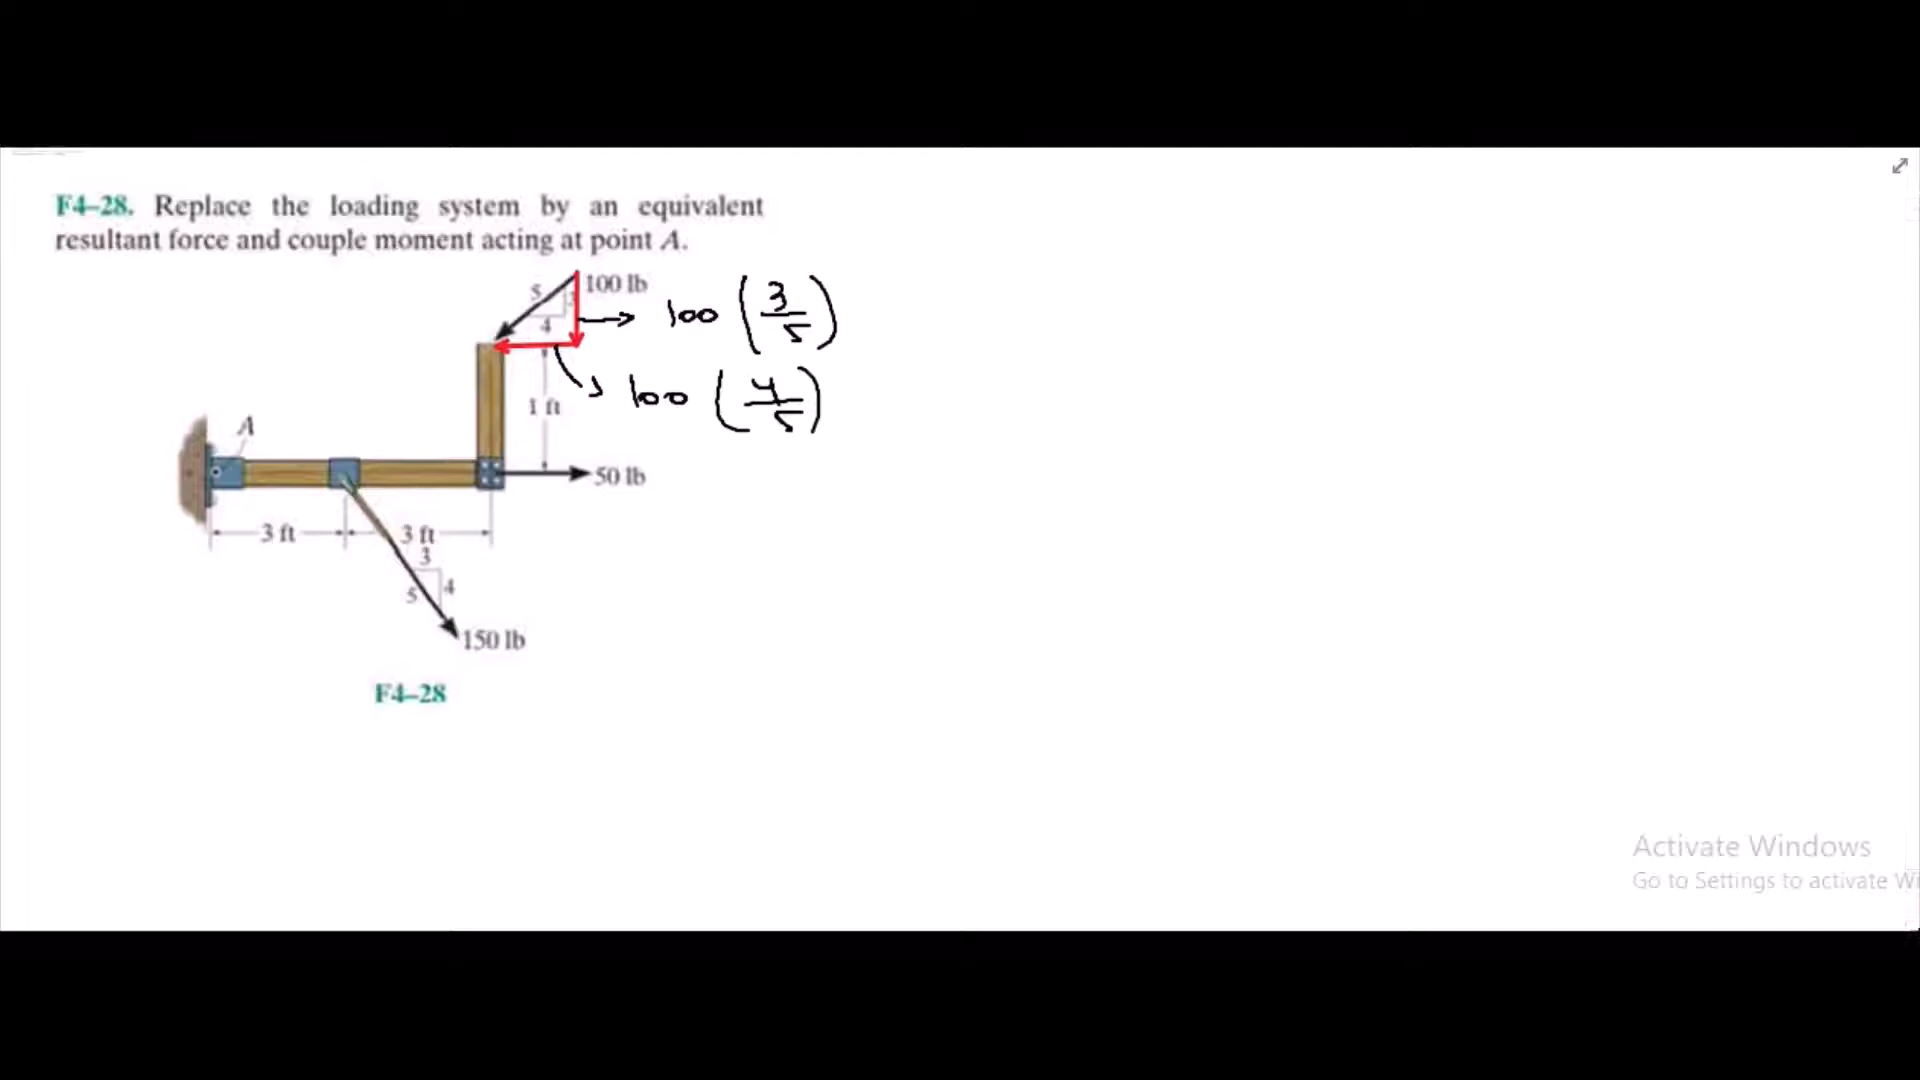 F4–28. Replace the loading system by an equivalent
resultant force and couple moment acting at point A.
5
3
100 lb
4
100 (3/5)
100 (4/5)
1 ft
A
50 lb
3 ft
3 ft
3
4
5
150 lb
F4–28
Activate Windows
Go to Settings to activate Wi